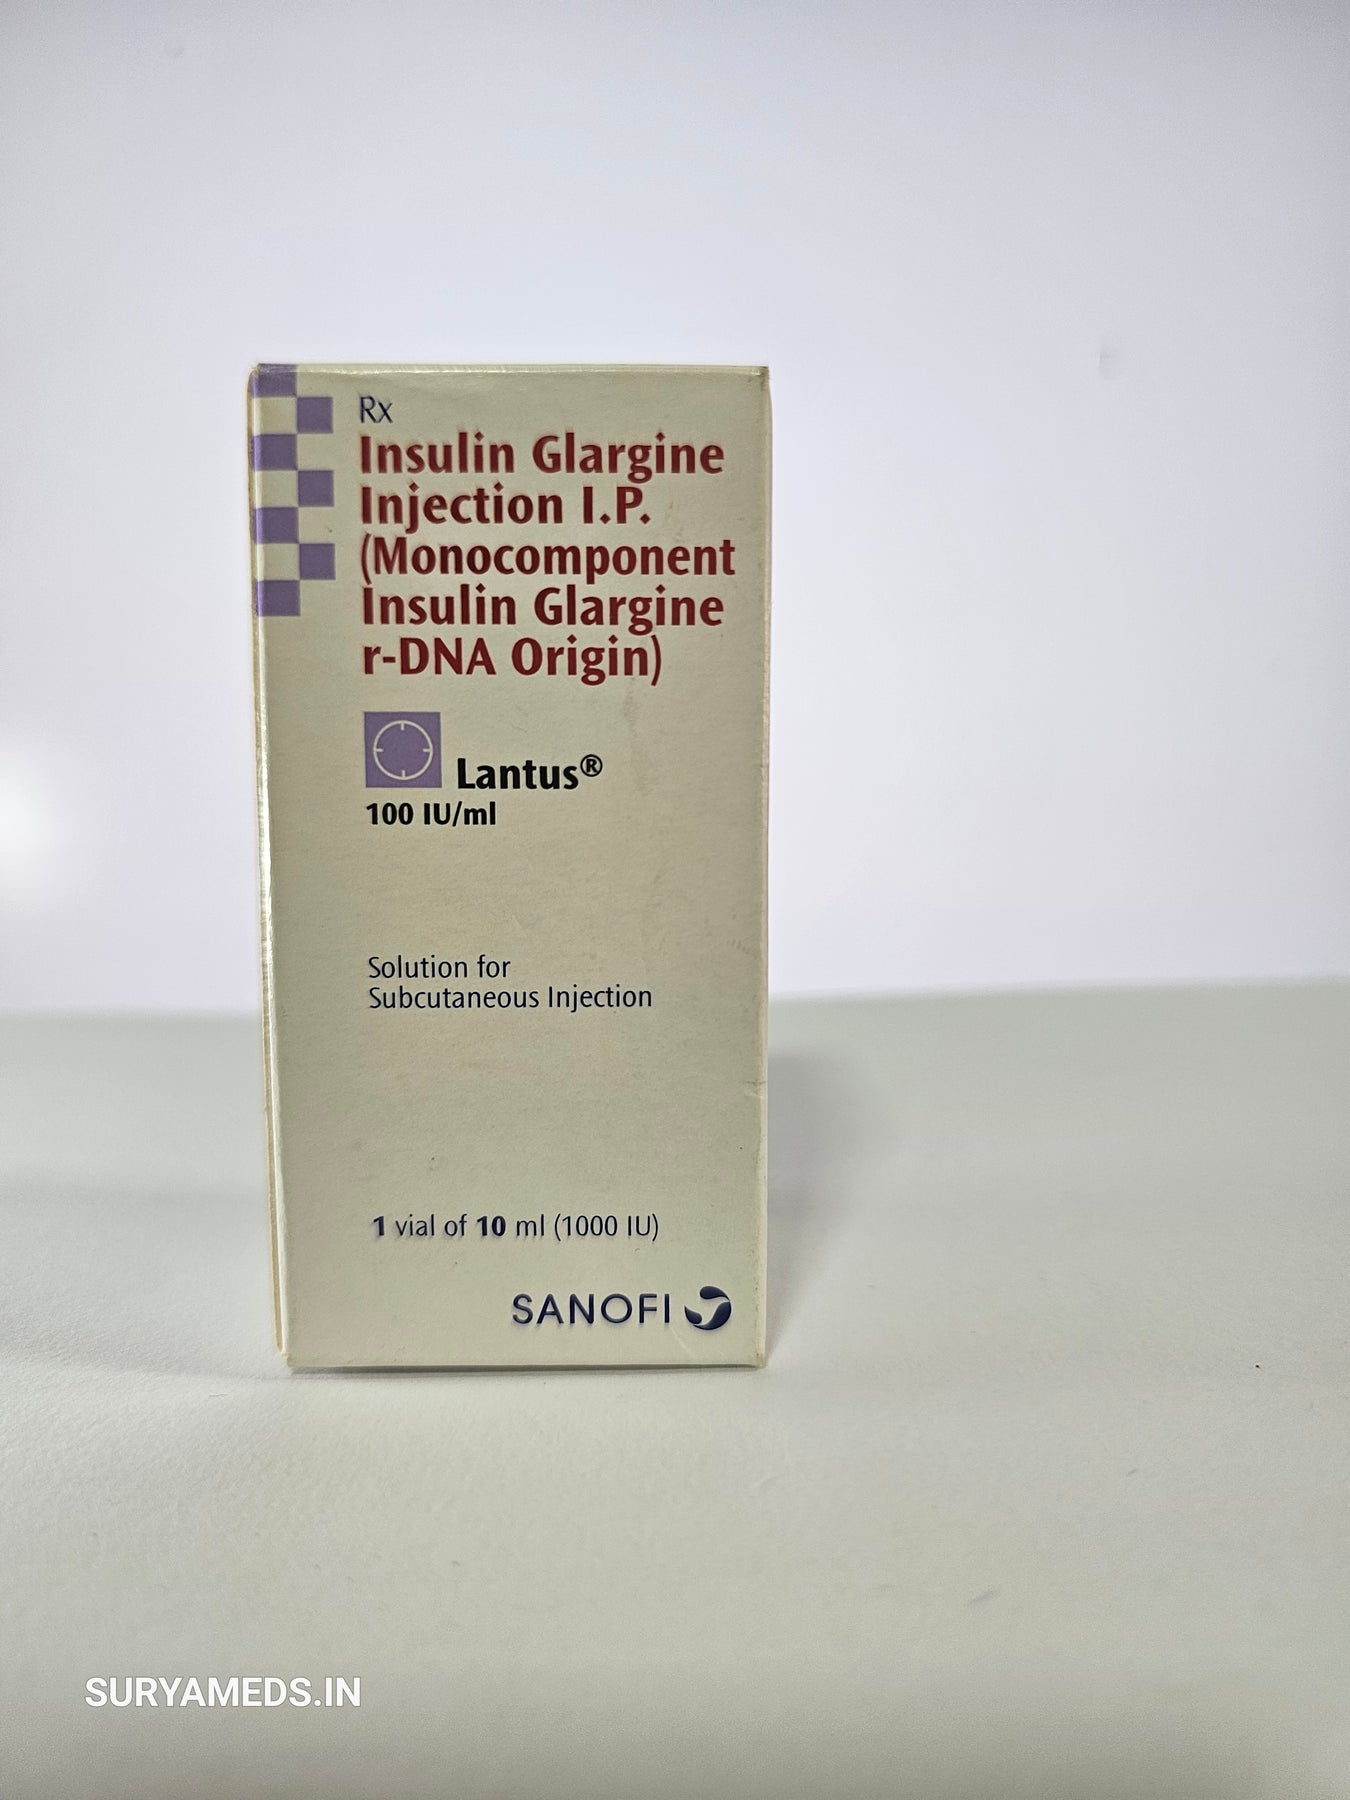 Rx
Insulin Glargine
Injection I.P.
(Monocomponent
Insulin Glargine
r-DNA Origin)
Lantus®
100 IU/ml
Solution for
Subcutaneous Injection
1 vial of 10 ml (1000 IU)
SANOFI
SURYAMEDS.IN